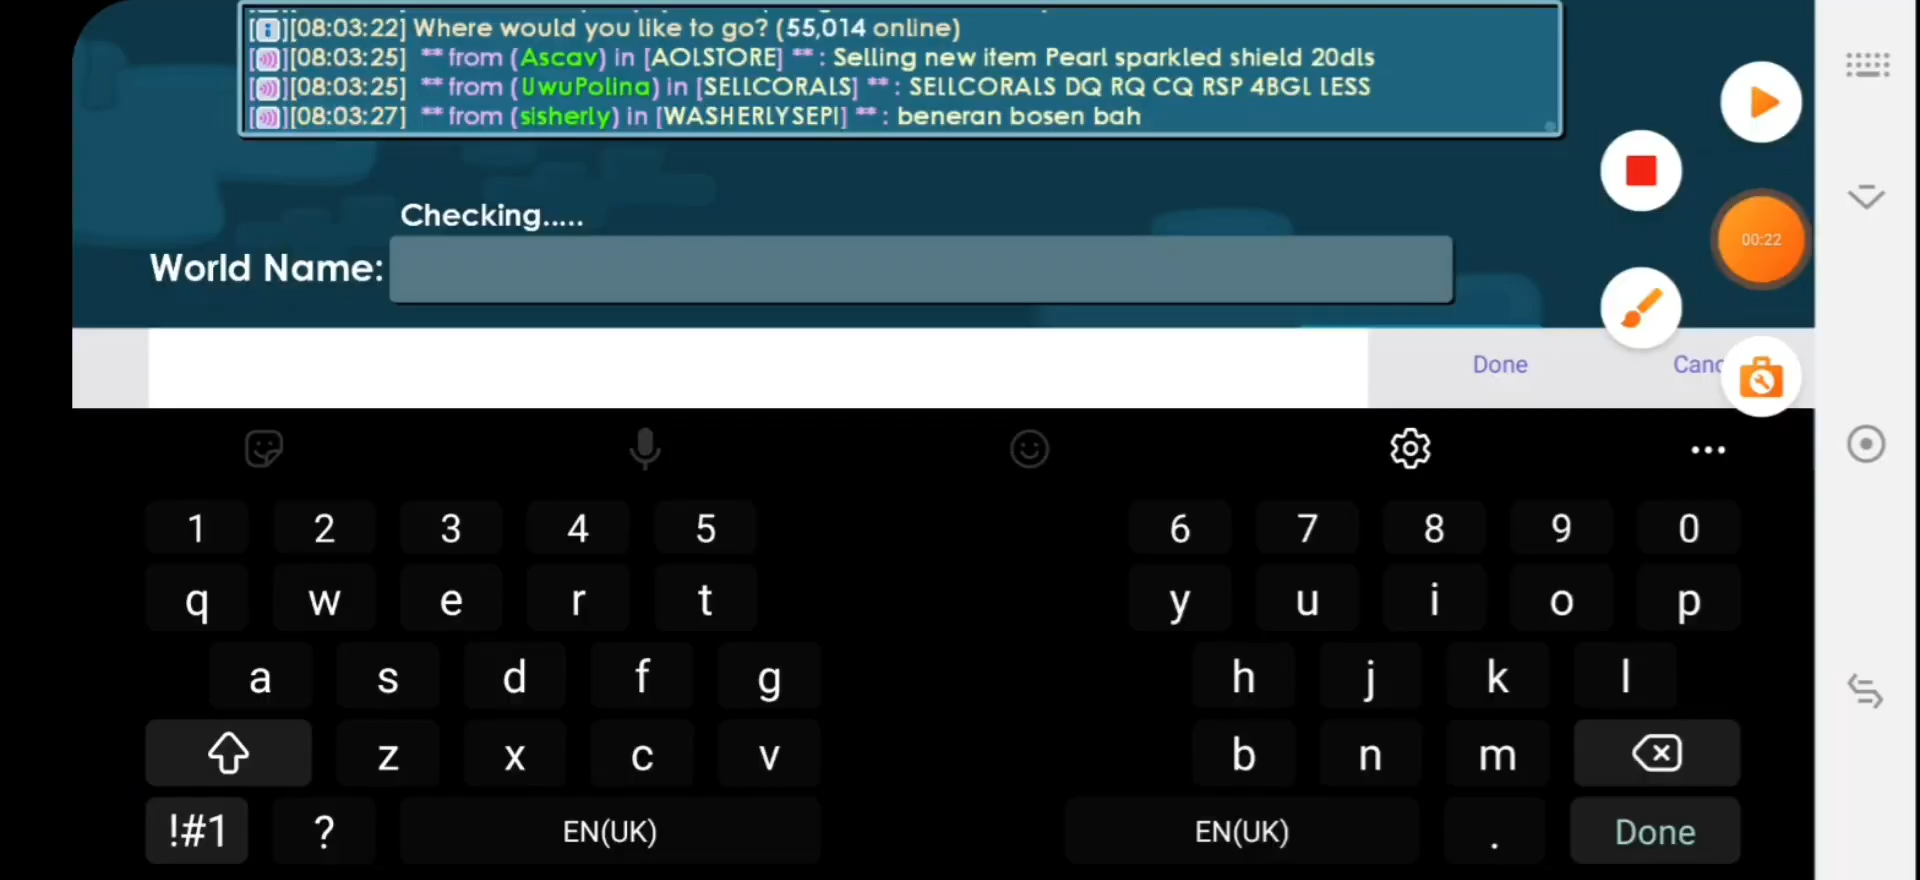 [i][08:03:22] Where would you like to go? (55,014 online)
[08:03:25] ** from (Ascav) in [AOLSTORE] ** : Selling new item Pearl sparkled shield 20dls
[08:03:25] ** from (UwuPolina) in [SELLCORALS] ** : SELLCORALS DQ RQ CQ RSP 4BGL LESS
[08:03:27] ** from (sisherly) in [WASHERLYSEPI] ** : beneran bosen bah
Checking.....
World Name:
00:22
Done Canc
1 2 3 4 5 6 7 8 9 0
q w e r t y u i o p
a s d f g h j k l
z x c v b n m
!#1 ? EN(UK) EN(UK) . Done